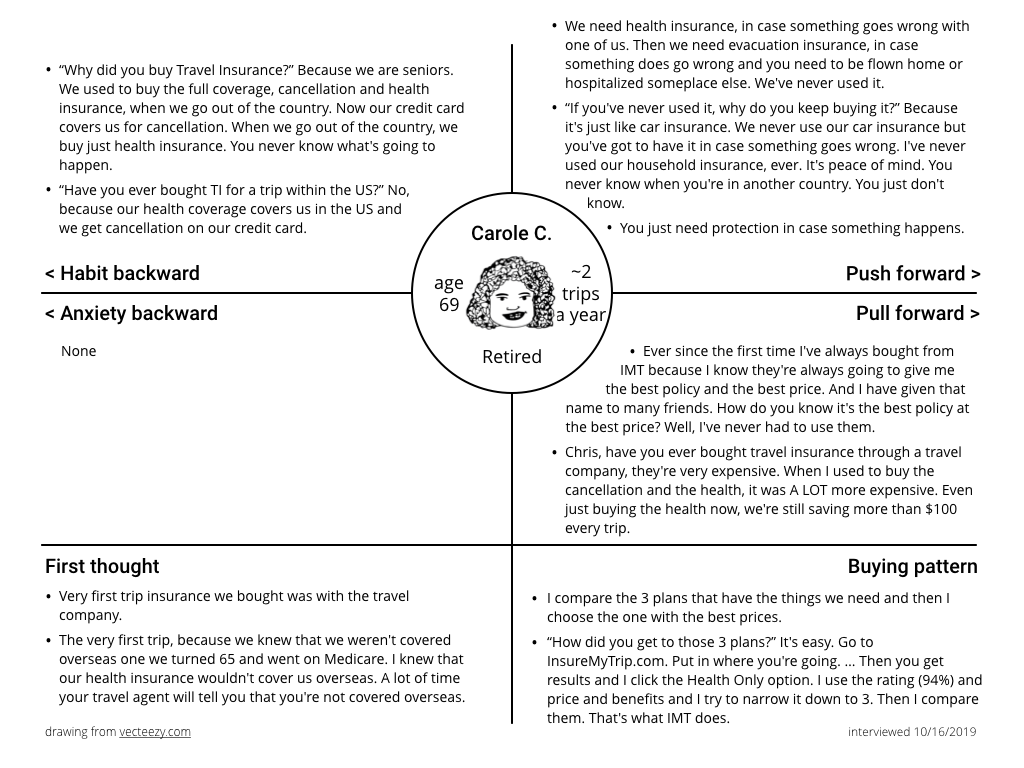 • “Why did you buy Travel Insurance?” Because we are seniors.
We used to buy the full coverage, cancellation and health
insurance, when we go out of the country. Now our credit card
covers us for cancellation. When we go out of the country, we
buy just health insurance. You never know what's going to
happen.
• “Have you ever bought TI for a trip within the US?” No,
because our health coverage covers us in the US and
we get cancellation on our credit card.
< Habit backward
• We need health insurance, in case something goes wrong with
one of us. Then we need evacuation insurance, in case
something does go wrong and you need to be flown home or
hospitalized someplace else. We've never used it.
• “If you've never used it, why do you keep buying it?” Because
it's just like car insurance. We never use our car insurance but
you've got to have it in case something goes wrong. I've never
used our household insurance, ever. It's peace of mind. You
never know when you're in another country. You just don't
know.
• You just need protection in case something happens.
Push forward >
Carole C.
age
69
~2
trips
a year
Retired
< Anxiety backward
None
Pull forward >
• Ever since the first time I've always bought from
IMT because I know they're always going to give me
the best policy and the best price. And I have given that
name to many friends. How do you know it's the best policy at
the best price? Well, I've never had to use them.
• Chris, have you ever bought travel insurance through a travel
company, they're very expensive. When I used to buy the
cancellation and the health, it was A LOT more expensive. Even
just buying the health now, we're still saving more than $100
every trip.
First thought
• Very first trip insurance we bought was with the travel
company.
• The very first trip, because we knew that we weren't covered
overseas one we turned 65 and went on Medicare. I knew that
our health insurance wouldn't cover us overseas. A lot of time
your travel agent will tell you that you're not covered overseas.
Buying pattern
• I compare the 3 plans that have the things we need and then I
choose the one with the best prices.
• “How did you get to those 3 plans?” It's easy. Go to
InsureMyTrip.com. Put in where you're going. ... Then you get
results and I click the Health Only option. I use the rating (94%) and
price and benefits and I try to narrow it down to 3. Then I compare
them. That's what IMT does.
drawing from vecteezy.com
interviewed 10/16/2019